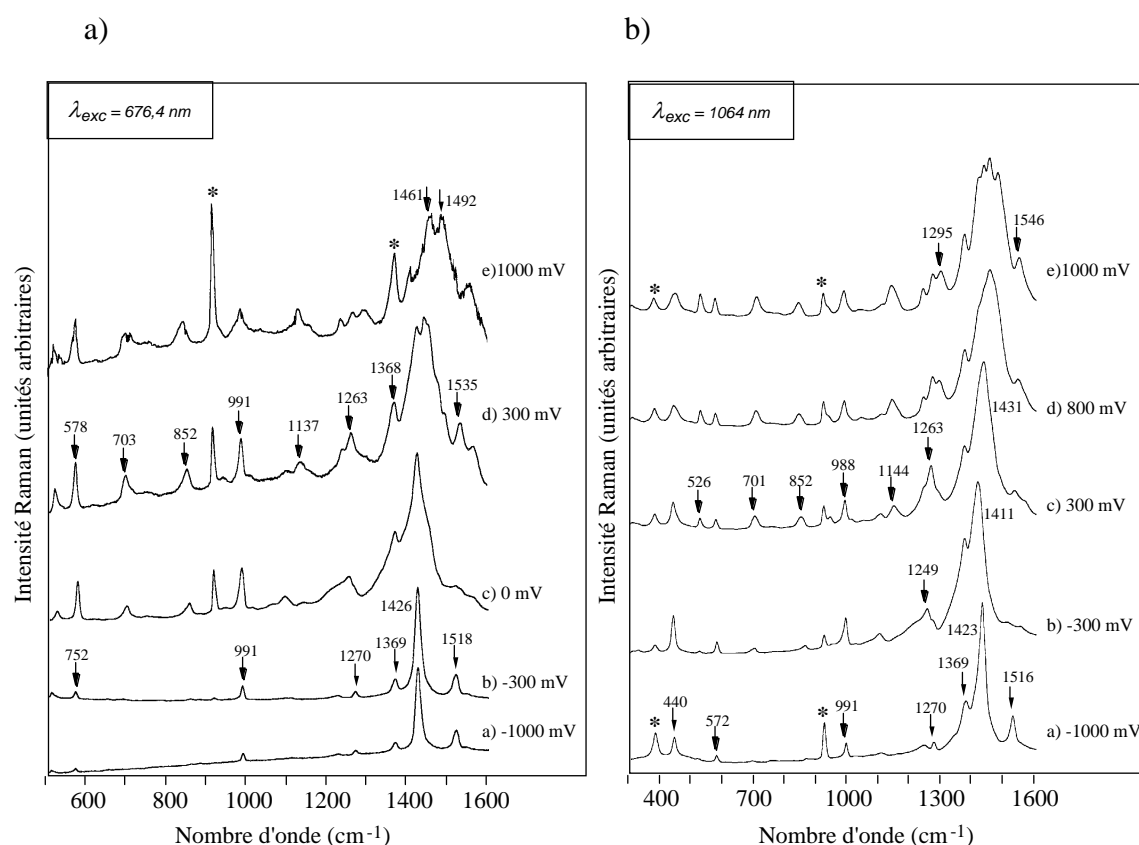 a)
λexc = 676,4 nm
Intensité Raman (unités arbitraires)
*
*
1461
1492
e)1000 mV
578
703
852
991
1137
1263
1368
1535
d) 300 mV
c) 0 mV
752
991
1270
1369
1426
1518
b) -300 mV
a) -1000 mV
600
800
1000
1200
1400
1600
Nombre d'onde (cm-1)
b)
λexc = 1064 nm
Intensité Raman (unités arbitraires)
*
*
1295
1546
e)1000 mV
d) 800 mV
526
701
852
988
1144
1263
1431
c) 300 mV
1249
1411
b) -300 mV
*
440
572
*
991
1270
1369
1423
1516
a) -1000 mV
400
700
1000
1300
1600
Nombre d'onde (cm-1)